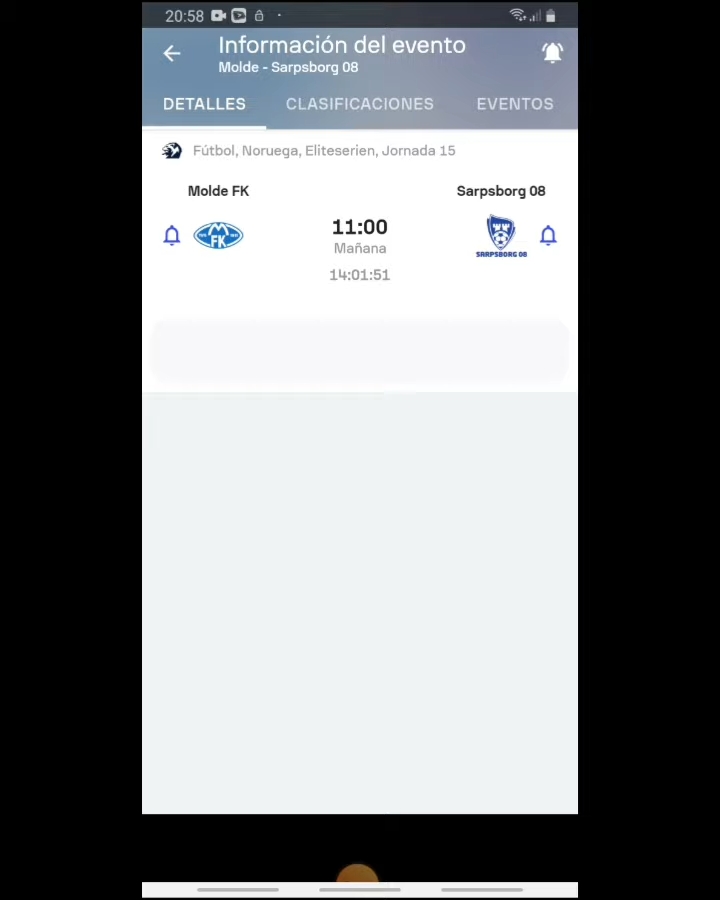 20:58
Información del evento
Molde - Sarpsborg 08
DETALLES CLASIFICACIONES EVENTOS
Fútbol, Noruega, Eliteserien, Jornada 15
Molde FK Sarpsborg 08
11:00
Mañana
14:01:51
FK
SARPSBORG 08